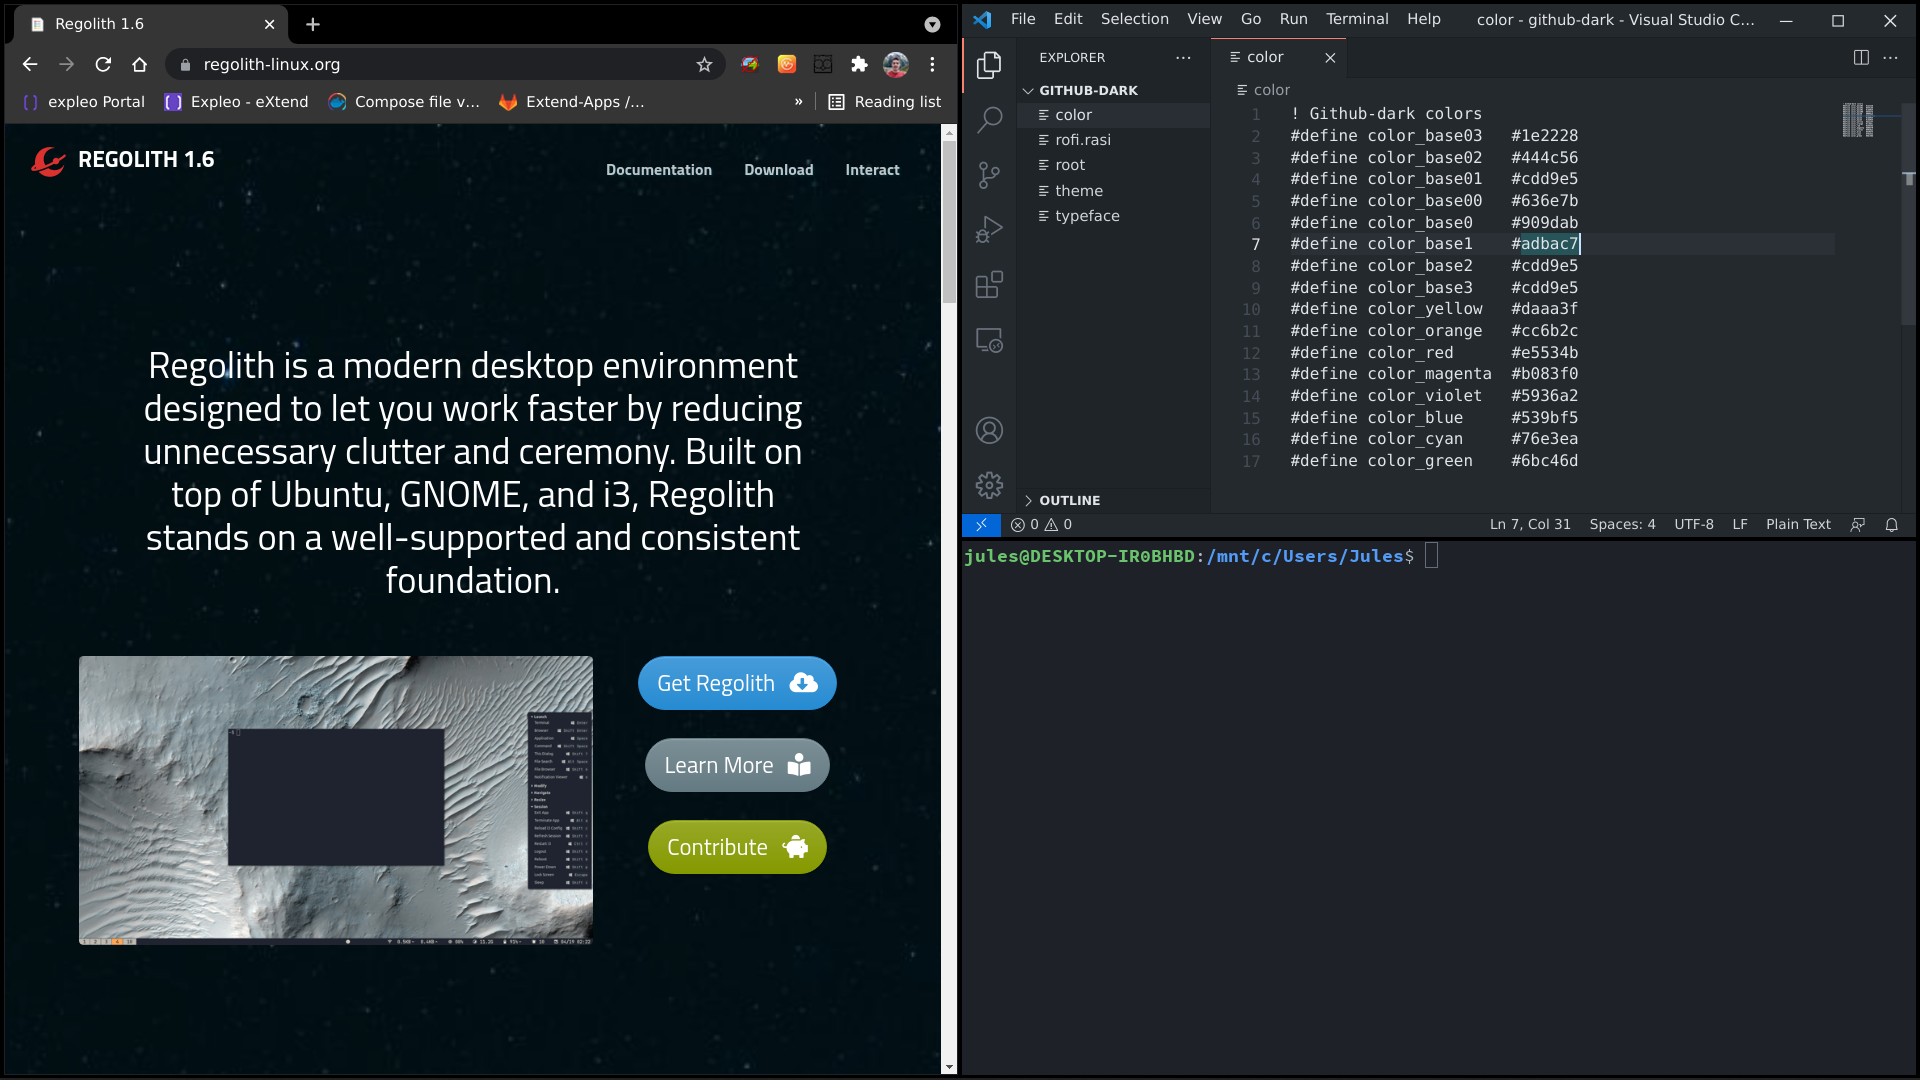 Regolith 1.6
regolith-linux.org
expleo Portal
Expleo - eXtend
Compose file v...
Extend-Apps /...
»
Reading list
REGOLITH 1.6
Documentation
Download
Interact
Regolith is a modern desktop environment
designed to let you work faster by reducing
unnecessary clutter and ceremony. Built on
top of Ubuntu, GNOME, and i3, Regolith
stands on a well-supported and consistent
foundation.
Get Regolith
Learn More
Contribute
File Edit Selection View Go Run Terminal Help
color - github-dark - Visual Studio C...
EXPLORER
GITHUB-DARK
color
rofi.rasi
root
theme
typeface
OUTLINE
color
color
1 ! Github-dark colors
2 #define color_base03 #1e2228
3 #define color_base02 #444c56
4 #define color_base01 #cdd9e5
5 #define color_base00 #636e7b
6 #define color_base0 #909dab
7 #define color_base1 #adbac7
8 #define color_base2 #cdd9e5
9 #define color_base3 #cdd9e5
10 #define color_yellow #daaa3f
11 #define color_orange #cc6b2c
12 #define color_red #e5534b
13 #define color_magenta #b083f0
14 #define color_violet #5936a2
15 #define color_blue #539bf5
16 #define color_cyan #76e3ea
17 #define color_green #6bc46d
0 0
Ln 7, Col 31
Spaces: 4
UTF-8
LF
Plain Text
jules@DESKTOP-IR0BHBD:/mnt/c/Users/Jules$